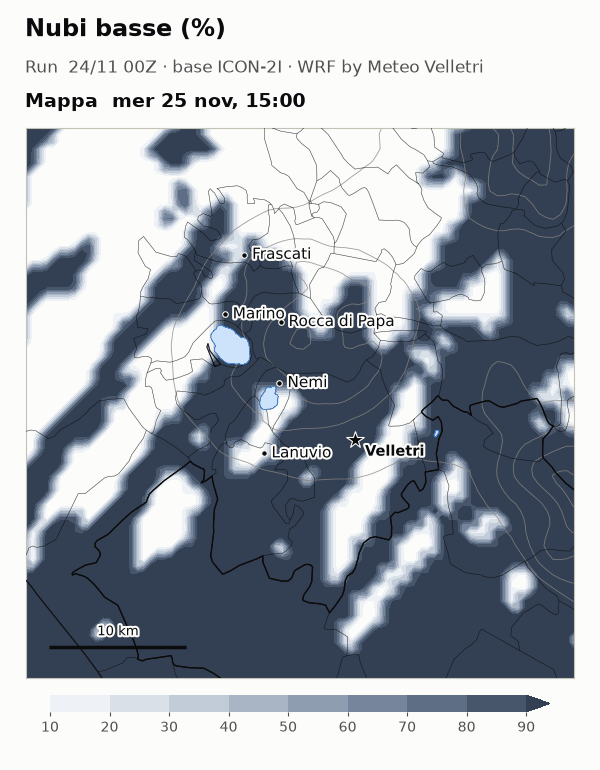 Nubi basse (%)
Run  24/11 00Z · base ICON-2I · WRF by Meteo Velletri
Mappa  mer 25 nov, 15:00
Frascati
Marino
Rocca di Papa
Nemi
Velletri
Lanuvio
10 km
10 20 30 40 50 60 70 80 90